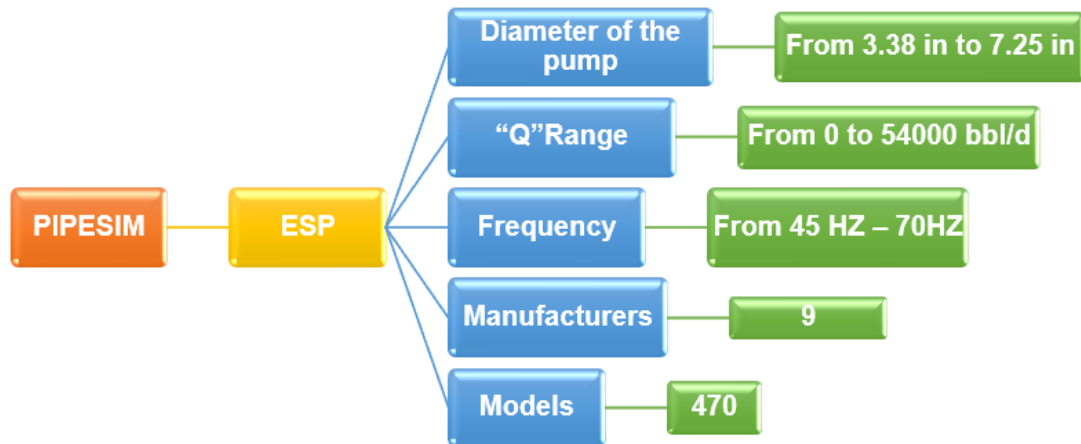 Diameter of the
pump
From 3.38 in to 7.25 in
“Q”Range
From 0 to 54000 bbl/d
PIPESIM
ESP
Frequency
From 45 HZ – 70HZ
Manufacturers
9
Models
470